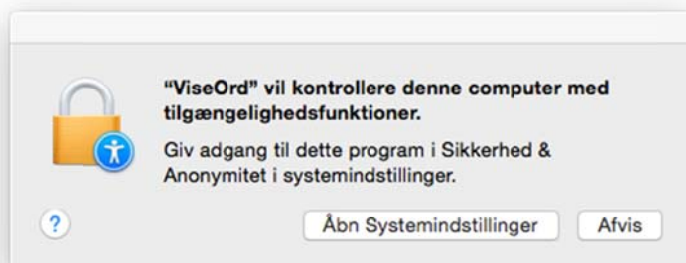 “ViseOrd” vil kontrollere denne computer med
tilgængelighedsfunktioner.
Giv adgang til dette program i Sikkerhed &
Anonymitet i systemindstillinger.
?
Åbn Systemindstillinger
Afvis